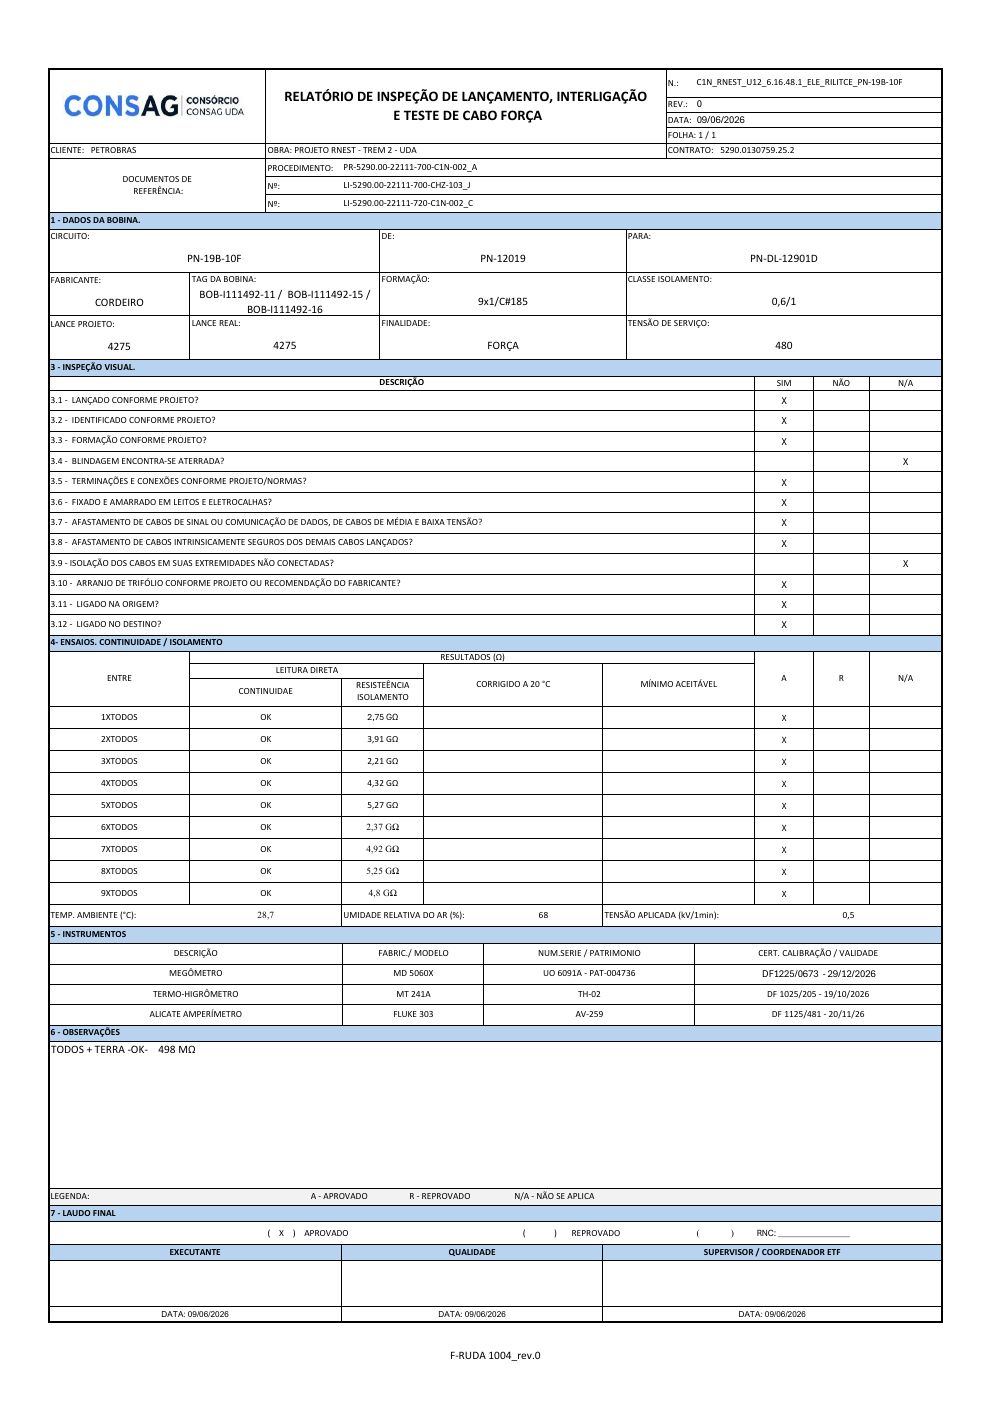 CONSAG CONSÓRCIO CONSAG UDA
RELATÓRIO DE INSPEÇÃO DE LANÇAMENTO, INTERLIGAÇÃO
E TESTE DE CABO FORÇA
N.: C1N_RNEST_U12_6.16.48.1_ELE_RILITCE_PN-19B-10F
REV.: 0
DATA: 09/06/2026
FOLHA: 1 / 1
CLIENTE: PETROBRAS OBRA: PROJETO RNEST - TREM 2 - UDA CONTRATO: 5290.0130759.25.2
DOCUMENTOS DE
REFERÊNCIA:
PROCEDIMENTO: PR-5290.00-22111-700-C1N-002_A
Nº: LI-5290.00-22111-700-CHZ-103_J
Nº: LI-5290.00-22111-720-C1N-002_C
1 - DADOS DA BOBINA.
CIRCUITO: DE: PARA:
PN-19B-10F PN-12019 PN-DL-12901D
FABRICANTE: TAG DA BOBINA: FORMAÇÃO: CLASSE ISOLAMENTO:
CORDEIRO BOB-I111492-11 / BOB-I111492-15 /
BOB-I111492-16 9x1/C#185 0,6/1
LANCE PROJETO: LANCE REAL: FINALIDADE: TENSÃO DE SERVIÇO:
4275 4275 FORÇA 480
3 - INSPEÇÃO VISUAL.
DESCRIÇÃO SIM NÃO N/A
3.1 - LANÇADO CONFORME PROJETO? X
3.2 - IDENTIFICADO CONFORME PROJETO? X
3.3 - FORMAÇÃO CONFORME PROJETO? X
3.4 - BLINDAGEM ENCONTRA-SE ATERRADA? X
3.5 - TERMINAÇÕES E CONEXÕES CONFORME PROJETO/NORMAS? X
3.6 - FIXADO E AMARRADO EM LEITOS E ELETROCALHAS? X
3.7 - AFASTAMENTO DE CABOS DE SINAL OU COMUNICAÇÃO DE DADOS, DE CABOS DE MÉDIA E BAIXA TENSÃO? X
3.8 - AFASTAMENTO DE CABOS INTRINSICAMENTE SEGUROS DOS DEMAIS CABOS LANÇADOS? X
3.9 - ISOLAÇÃO DOS CABOS EM SUAS EXTREMIDADES NÃO CONECTADAS? X
3.10 - ARRANJO DE TRIFÓLIO CONFORME PROJETO OU RECOMENDAÇÃO DO FABRICANTE? X
3.11 - LIGADO NA ORIGEM? X
3.12 - LIGADO NO DESTINO? X
4- ENSAIOS. CONTINUIDADE / ISOLAMENTO
RESULTADOS (Ω)
LEITURA DIRETA
ENTRE CONTINUIDAE RESISTEÊNCIA
ISOLAMENTO CORRIGIDO A 20 °C MÍNIMO ACEITÁVEL A R N/A
1XTODOS OK 2,75 GΩ X
2XTODOS OK 3,91 GΩ X
3XTODOS OK 2,21 GΩ X
4XTODOS OK 4,32 GΩ X
5XTODOS OK 5,27 GΩ X
6XTODOS OK 2,37 GΩ X
7XTODOS OK 4,92 GΩ X
8XTODOS OK 5,25 GΩ X
9XTODOS OK 4,8 GΩ X
TEMP. AMBIENTE (°C): 28,7 UMIDADE RELATIVA DO AR (%): 68 TENSÃO APLICADA (kV/1min): 0,5
5 - INSTRUMENTOS
DESCRIÇÃO FABRIC./ MODELO NUM.SERIE / PATRIMONIO CERT. CALIBRAÇÃO / VALIDADE
MEGÔMETRO MD 5060X UO 6091A - PAT-004736 DF1225/0673 - 29/12/2026
TERMO-HIGRÔMETRO MT 241A TH-02 DF 1025/205 - 19/10/2026
ALICATE AMPERÍMETRO FLUKE 303 AV-259 DF 1125/481 - 20/11/26
6 - OBSERVAÇÕES
TODOS + TERRA -OK- 498 MΩ
LEGENDA: A - APROVADO R - REPROVADO N/A - NÃO SE APLICA
7 - LAUDO FINAL
( X ) APROVADO ( ) REPROVADO ( ) RNC: _______________
EXECUTANTE QUALIDADE SUPERVISOR / COORDENADOR ETF
DATA: 09/06/2026 DATA: 09/06/2026 DATA: 09/06/2026
F-RUDA 1004_rev.0